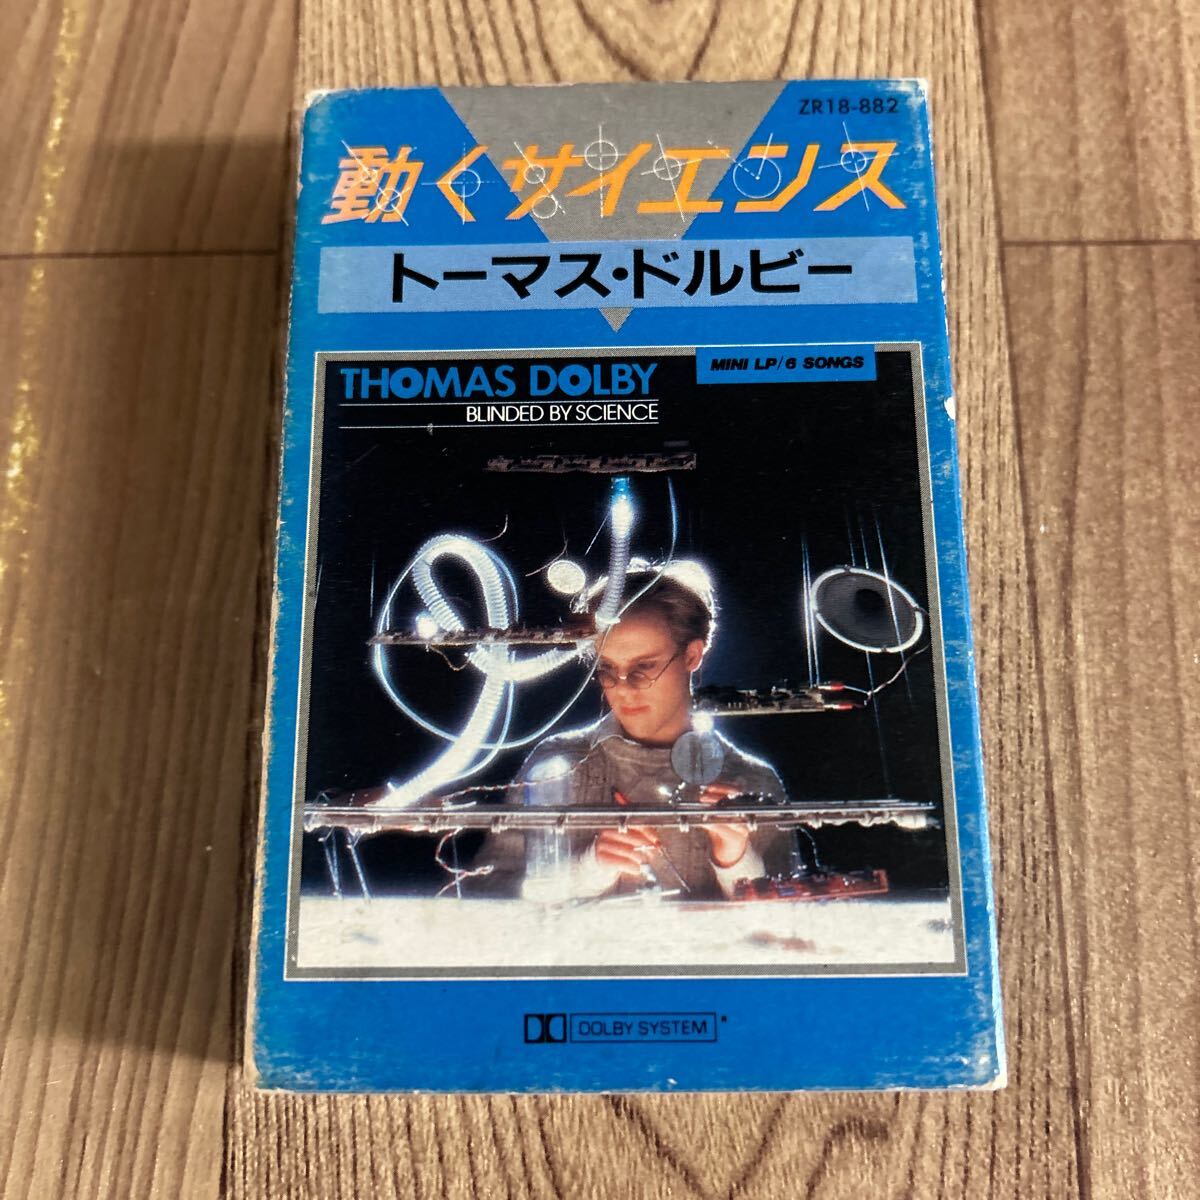 ZR18-882
動くサイエンス
トーマス・ドルビー
MINI LP/6 SONGS
THOMAS DOLBY
BLINDED BY SCIENCE
DOLBY SYSTEM *